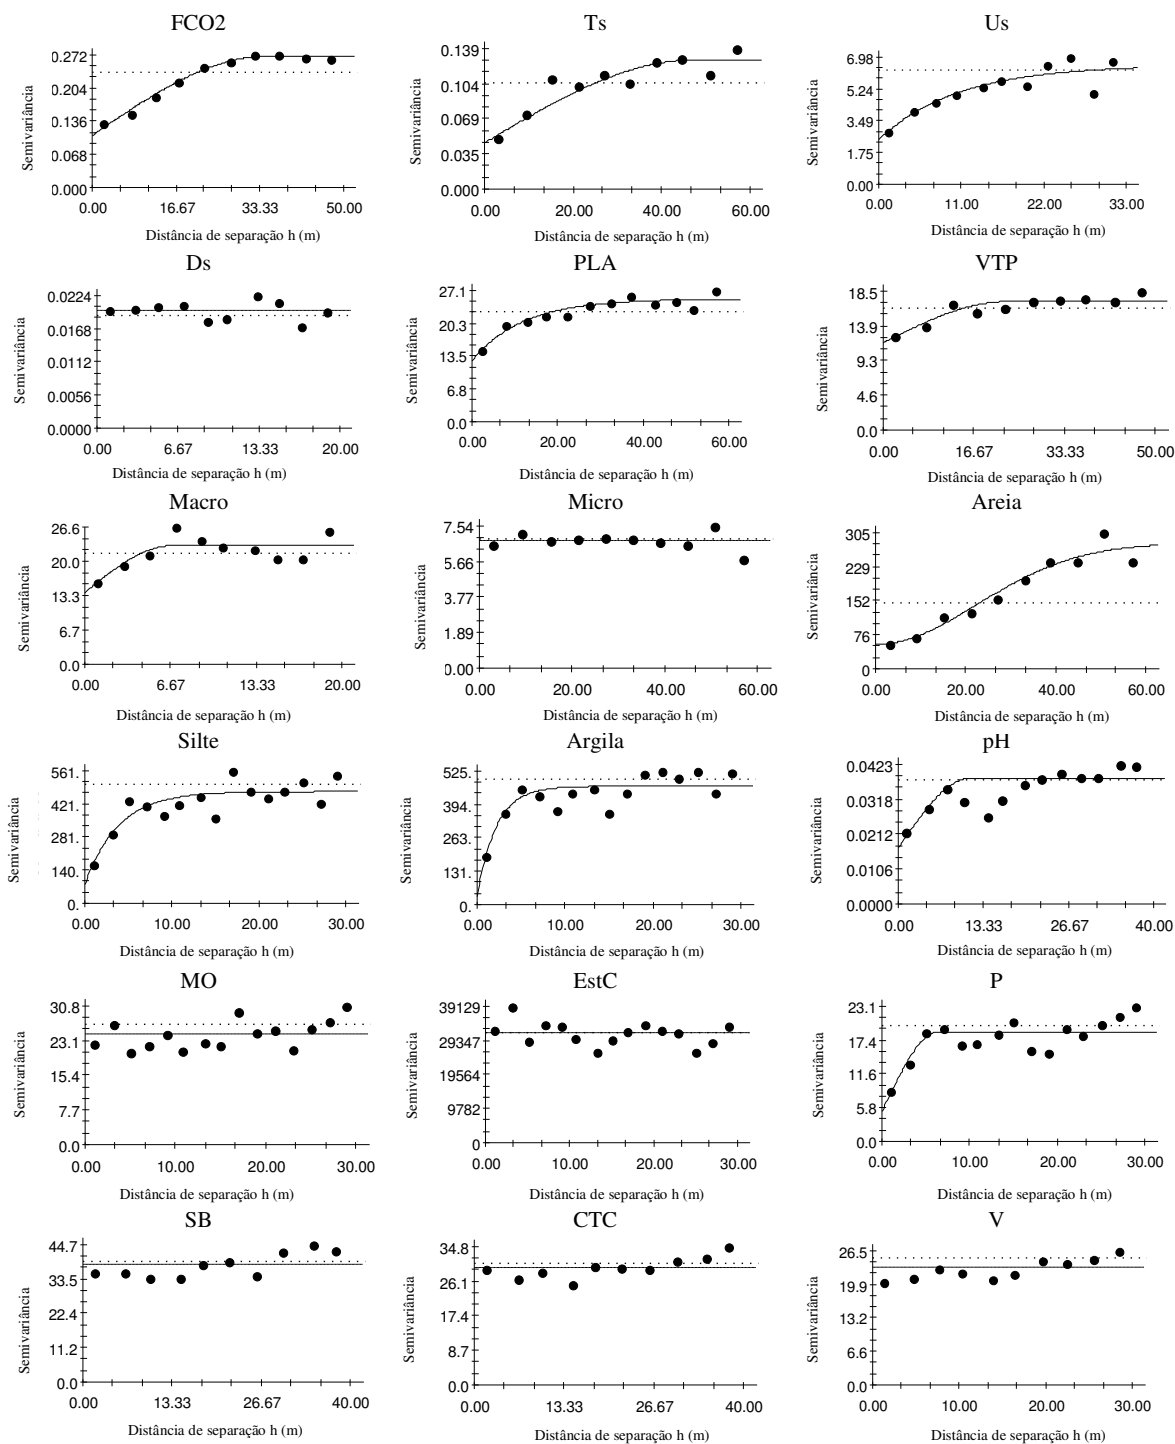 FCO2
Ts
Us
0.272
0.204
0.136
0.068
0.000
Semivariância
0.00 16.67 33.33 50.00
Distância de separação h (m)
0.139
0.104
0.069
0.035
0.000
Semivariância
0.00 20.00 40.00 60.00
Distância de separação h (m)
6.98
5.24
3.49
1.75
0.00
Semivariância
0.00 11.00 22.00 33.00
Distância de separação h (m)
Ds
PLA
VTP
0.0224
0.0168
0.0112
0.0056
0.0000
Semivariância
0.00 6.67 13.33 20.00
Distância de separação h (m)
27.1
20.3
13.5
6.8
0.0
Semivariância
0.00 20.00 40.00 60.00
Distância de separação h (m)
18.5
13.9
9.3
4.6
0.0
Semivariância
0.00 16.67 33.33 50.00
Distância de separação h (m)
Macro
Micro
Areia
26.6
20.0
13.3
6.7
0.0
Semivariância
0.00 6.67 13.33 20.00
Distância de separação h (m)
7.54
5.66
3.77
1.89
0.00
Semivariância
0.00 20.00 40.00 60.00
Distância de separação h (m)
305
229
152
76
0
Semivariância
0.00 20.00 40.00 60.00
Distância de separação h (m)
Silte
Argila
pH
561.
421.
281.
140.
0.
Semivariância
0.00 10.00 20.00 30.00
Distância de separação h (m)
525.
394.
263.
131.
0.
Semivariância
0.00 10.00 20.00 30.00
Distância de separação h (m)
0.0423
0.0318
0.0212
0.0106
0.0000
Semivariância
0.00 13.33 26.67 40.00
Distância de separação h (m)
MO
EstC
P
30.8
23.1
15.4
7.7
0.0
Semivariância
0.00 10.00 20.00 30.00
Distância de separação h (m)
39129
29347
19564
9782
0
Semivariância
0.00 10.00 20.00 30.00
Distância de separação h (m)
23.1
17.4
11.6
5.8
0.0
Semivariância
0.00 10.00 20.00 30.00
Distância de separação h (m)
SB
CTC
V
44.7
33.5
22.4
11.2
0.0
Semivariância
0.00 13.33 26.67 40.00
Distância de separação h (m)
34.8
26.1
17.4
8.7
0.0
Semivariância
0.00 13.33 26.67 40.00
Distância de separação h (m)
26.5
19.9
13.2
6.6
0.0
Semivariância
0.00 10.00 20.00 30.00
Distância de separação h (m)